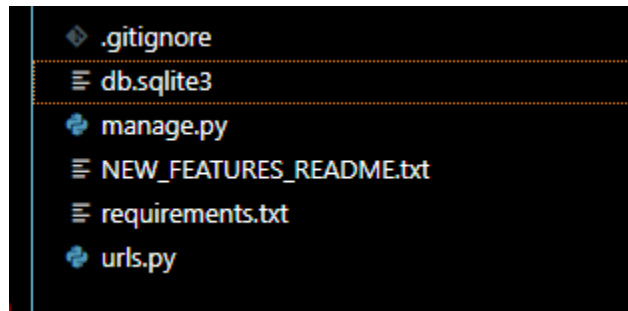 .gitignore
db.sqlite3
manage.py
NEW_FEATURES_README.txt
requirements.txt
urls.py